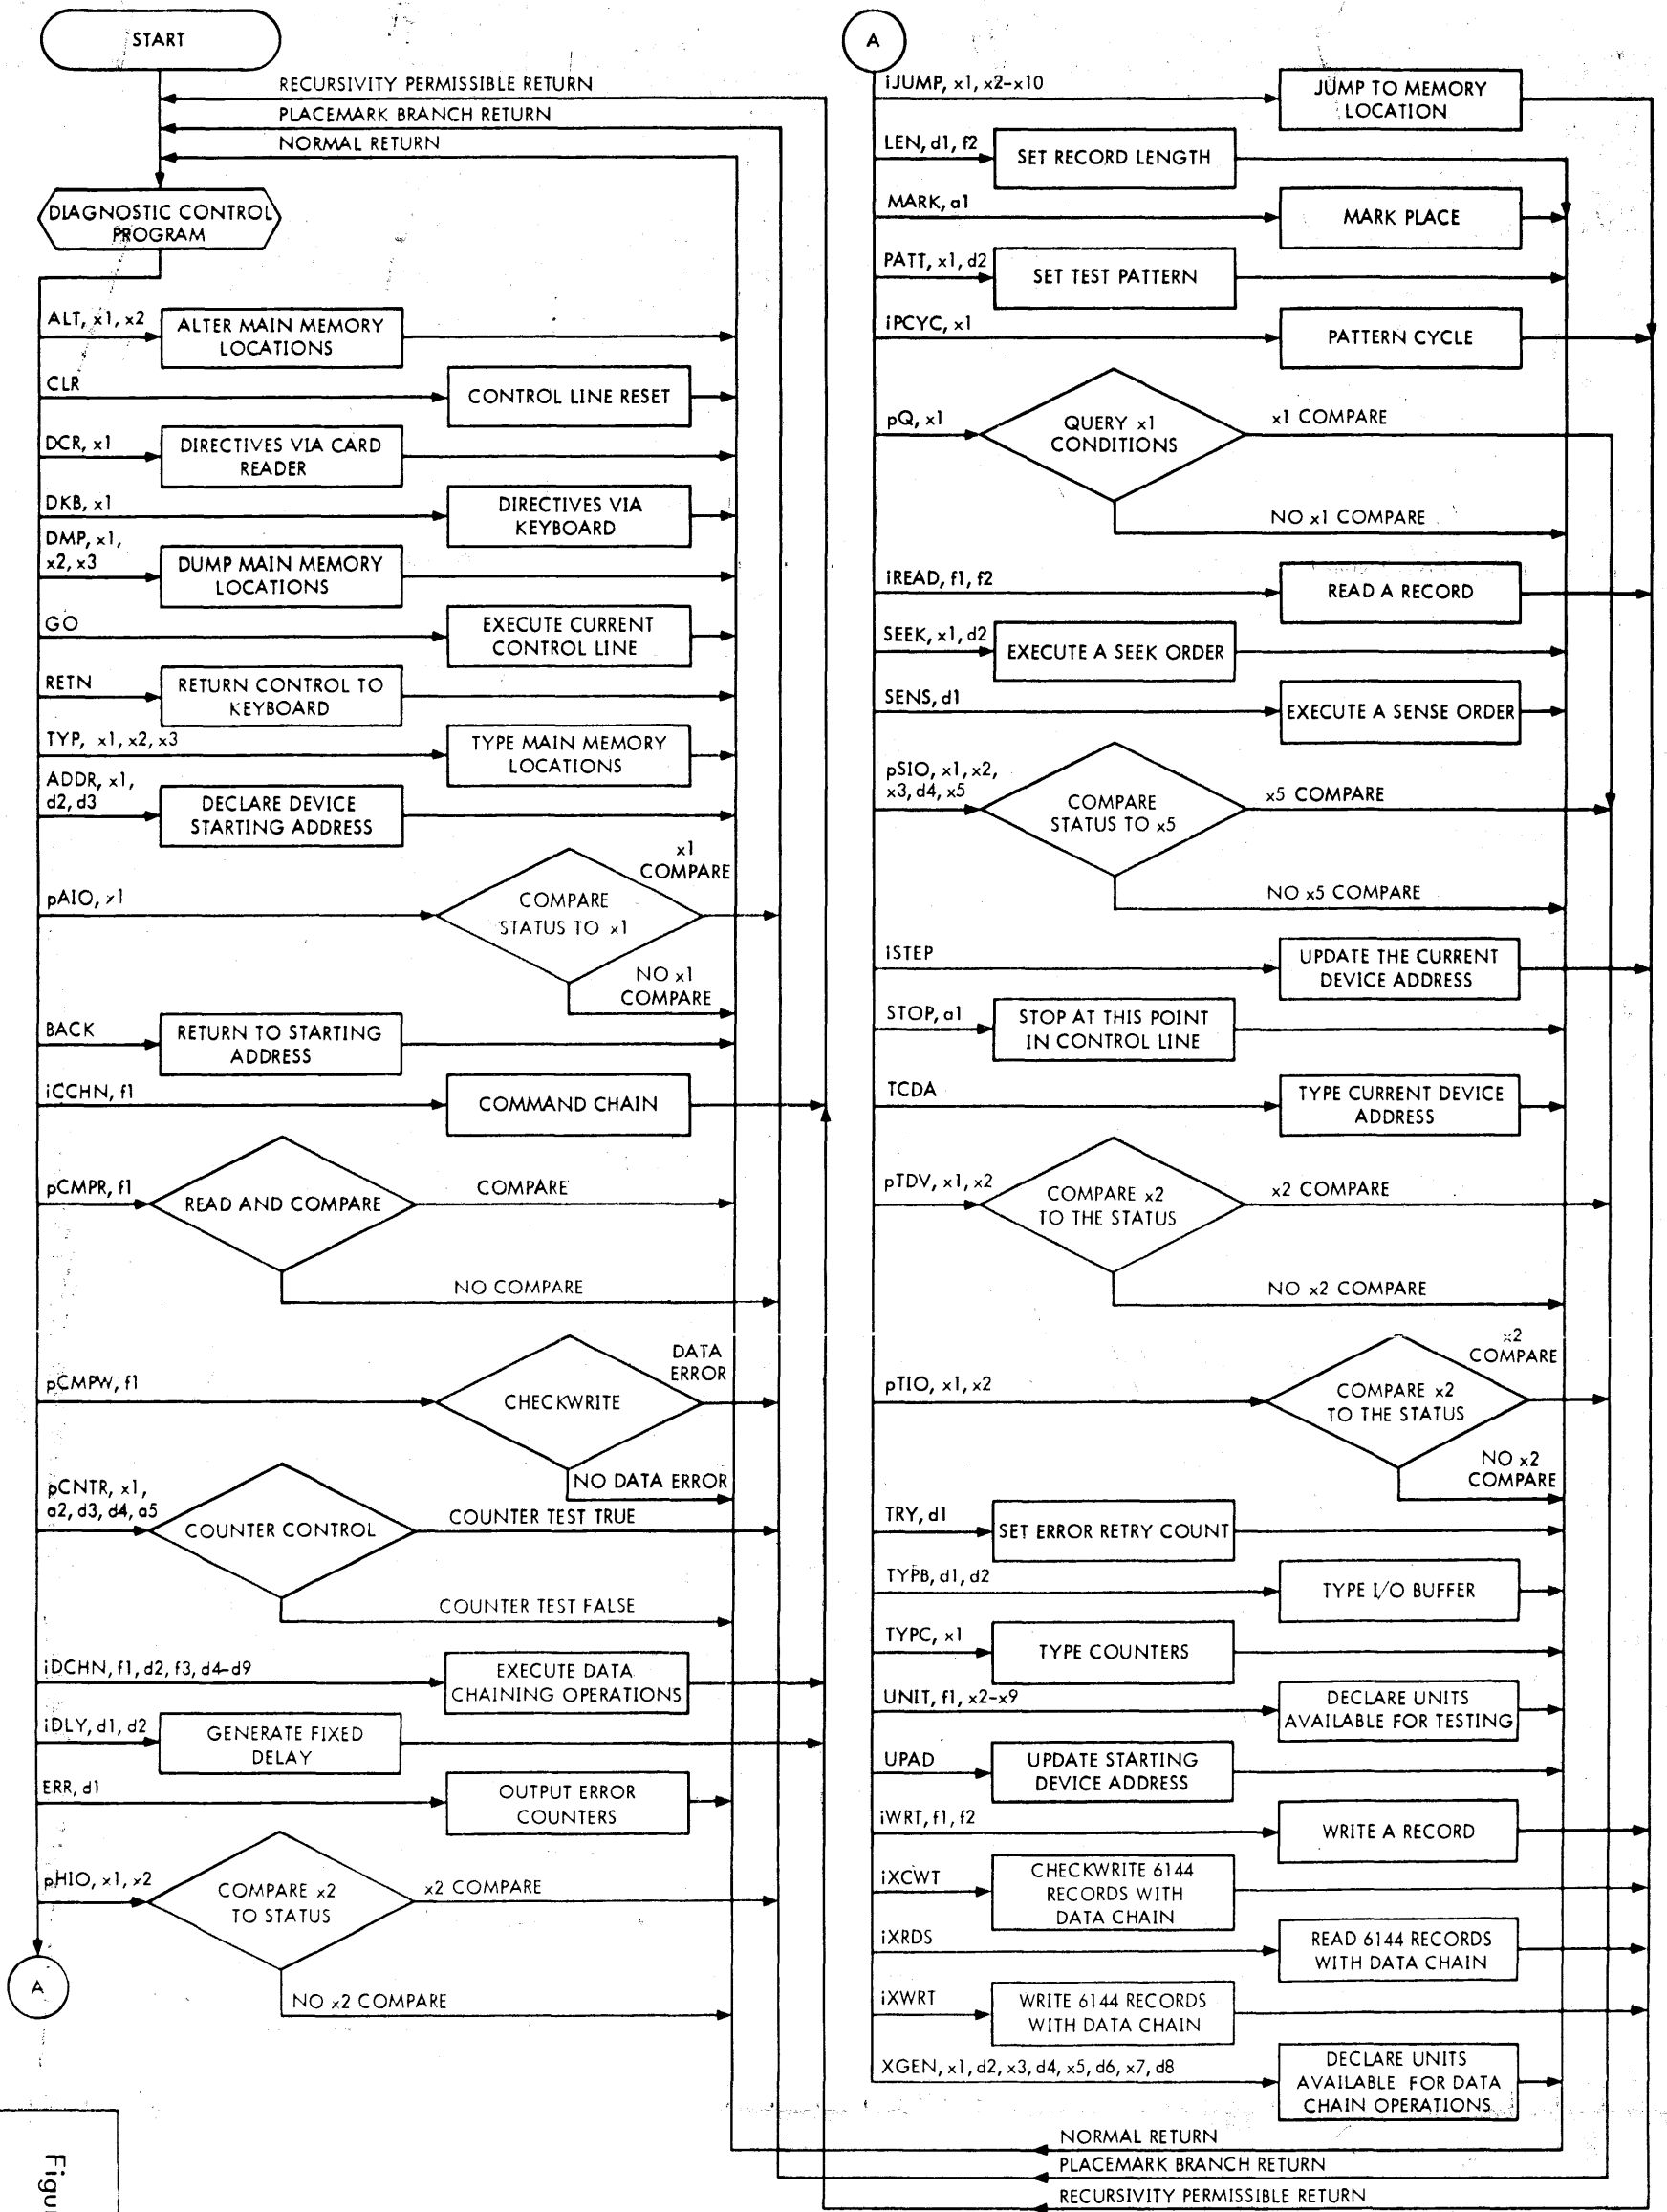 START
RECURSIVITY PERMISSIBLE RETURN
PLACEMARK BRANCH RETURN
NORMAL RETURN
DIAGNOSTIC CONTROL
PROGRAM
ALT, x1, x2
ALTER MAIN MEMORY
LOCATIONS
CLR
CONTROL LINE RESET
DCR, x1
DIRECTIVES VIA CARD
READER
DKB, x1
DIRECTIVES VIA
KEYBOARD
DMP, x1,
x2, x3
DUMP MAIN MEMORY
LOCATIONS
GO
EXECUTE CURRENT
CONTROL LINE
RETN
RETURN CONTROL TO
KEYBOARD
TYP, x1, x2, x3
TYPE MAIN MEMORY
LOCATIONS
ADDR, x1,
d2, d3
DECLARE DEVICE
STARTING ADDRESS
pAIO, x1
COMPARE
STATUS TO x1
x1
COMPARE
NO x1
COMPARE
BACK
RETURN TO STARTING
ADDRESS
iCCHN, f1
COMMAND CHAIN
pCMPR, f1
READ AND COMPARE
COMPARE
NO COMPARE
pCMPW, f1
CHECKWRITE
DATA
ERROR
NO DATA ERROR
pCNTR, x1,
a2, d3, d4, a5
COUNTER CONTROL
COUNTER TEST TRUE
COUNTER TEST FALSE
iDCHN, f1, d2, f3, d4-d9
EXECUTE DATA
CHAINING OPERATIONS
iDLY, d1, d2
GENERATE FIXED
DELAY
ERR, d1
OUTPUT ERROR
COUNTERS
pHIO, x1, x2
COMPARE x2
TO STATUS
x2 COMPARE
NO x2 COMPARE
A
A
iJUMP, x1, x2-x10
JUMP TO MEMORY
LOCATION
LEN, d1, f2
SET RECORD LENGTH
MARK, a1
MARK PLACE
PATT, x1, d2
SET TEST PATTERN
iPCYC, x1
PATTERN CYCLE
pQ, x1
QUERY x1
CONDITIONS
x1 COMPARE
NO x1 COMPARE
iREAD, f1, f2
READ A RECORD
SEEK, x1, d2
EXECUTE A SEEK ORDER
SENS, d1
EXECUTE A SENSE ORDER
pSIO, x1, x2,
x3, d4, x5
COMPARE
STATUS TO x5
x5 COMPARE
NO x5 COMPARE
iSTEP
UPDATE THE CURRENT
DEVICE ADDRESS
STOP, a1
STOP AT THIS POINT
IN CONTROL LINE
TCDA
TYPE CURRENT DEVICE
ADDRESS
pTDV, x1, x2
COMPARE x2
TO THE STATUS
x2 COMPARE
NO x2 COMPARE
pTIO, x1, x2
COMPARE x2
TO THE STATUS
x2
COMPARE
NO x2
COMPARE
TRY, d1
SET ERROR RETRY COUNT
TYPB, d1, d2
TYPE I/O BUFFER
TYPC, x1
TYPE COUNTERS
UNIT, f1, x2-x9
DECLARE UNITS
AVAILABLE FOR TESTING
UPAD
UPDATE STARTING
DEVICE ADDRESS
iWRT, f1, f2
WRITE A RECORD
iXCWT
CHECKWRITE 6144
RECORDS WITH
DATA CHAIN
iXRDS
READ 6144 RECORDS
WITH DATA CHAIN
iXWRT
WRITE 6144 RECORDS
WITH DATA CHAIN
XGEN, x1, d2, x3, d4, x5, d6, x7, d8
DECLARE UNITS
AVAILABLE FOR DATA
CHAIN OPERATIONS
NORMAL RETURN
PLACEMARK BRANCH RETURN
RECURSIVITY PERMISSIBLE RETURN